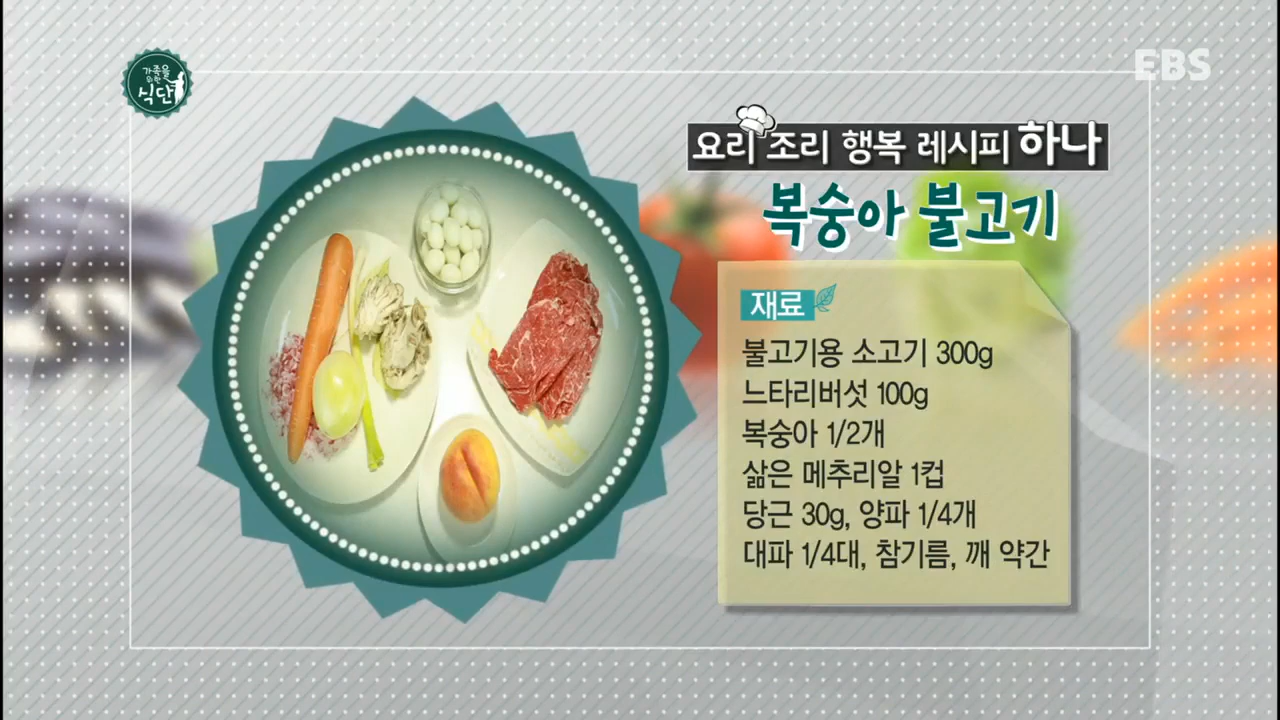 가족을
위한
식단
EBS
요리 조리 행복 레시피 하나
복숭아 불고기
재료
불고기용 소고기 300g
느타리버섯 100g
복숭아 1/2개
삶은 메추리알 1컵
당근 30g, 양파 1/4개
대파 1/4대, 참기름, 깨 약간